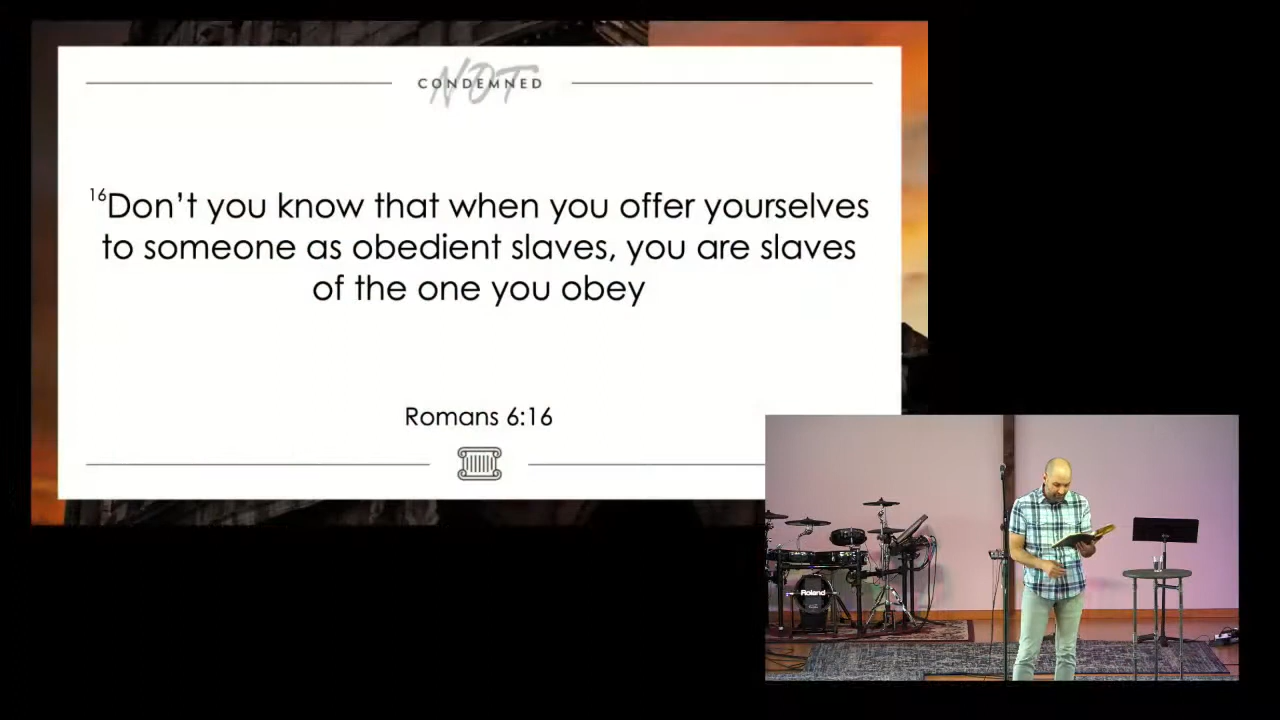 CONDEMNED
NOT
16Don’t you know that when you offer yourselves
to someone as obedient slaves, you are slaves
of the one you obey
Romans 6:16
Roland